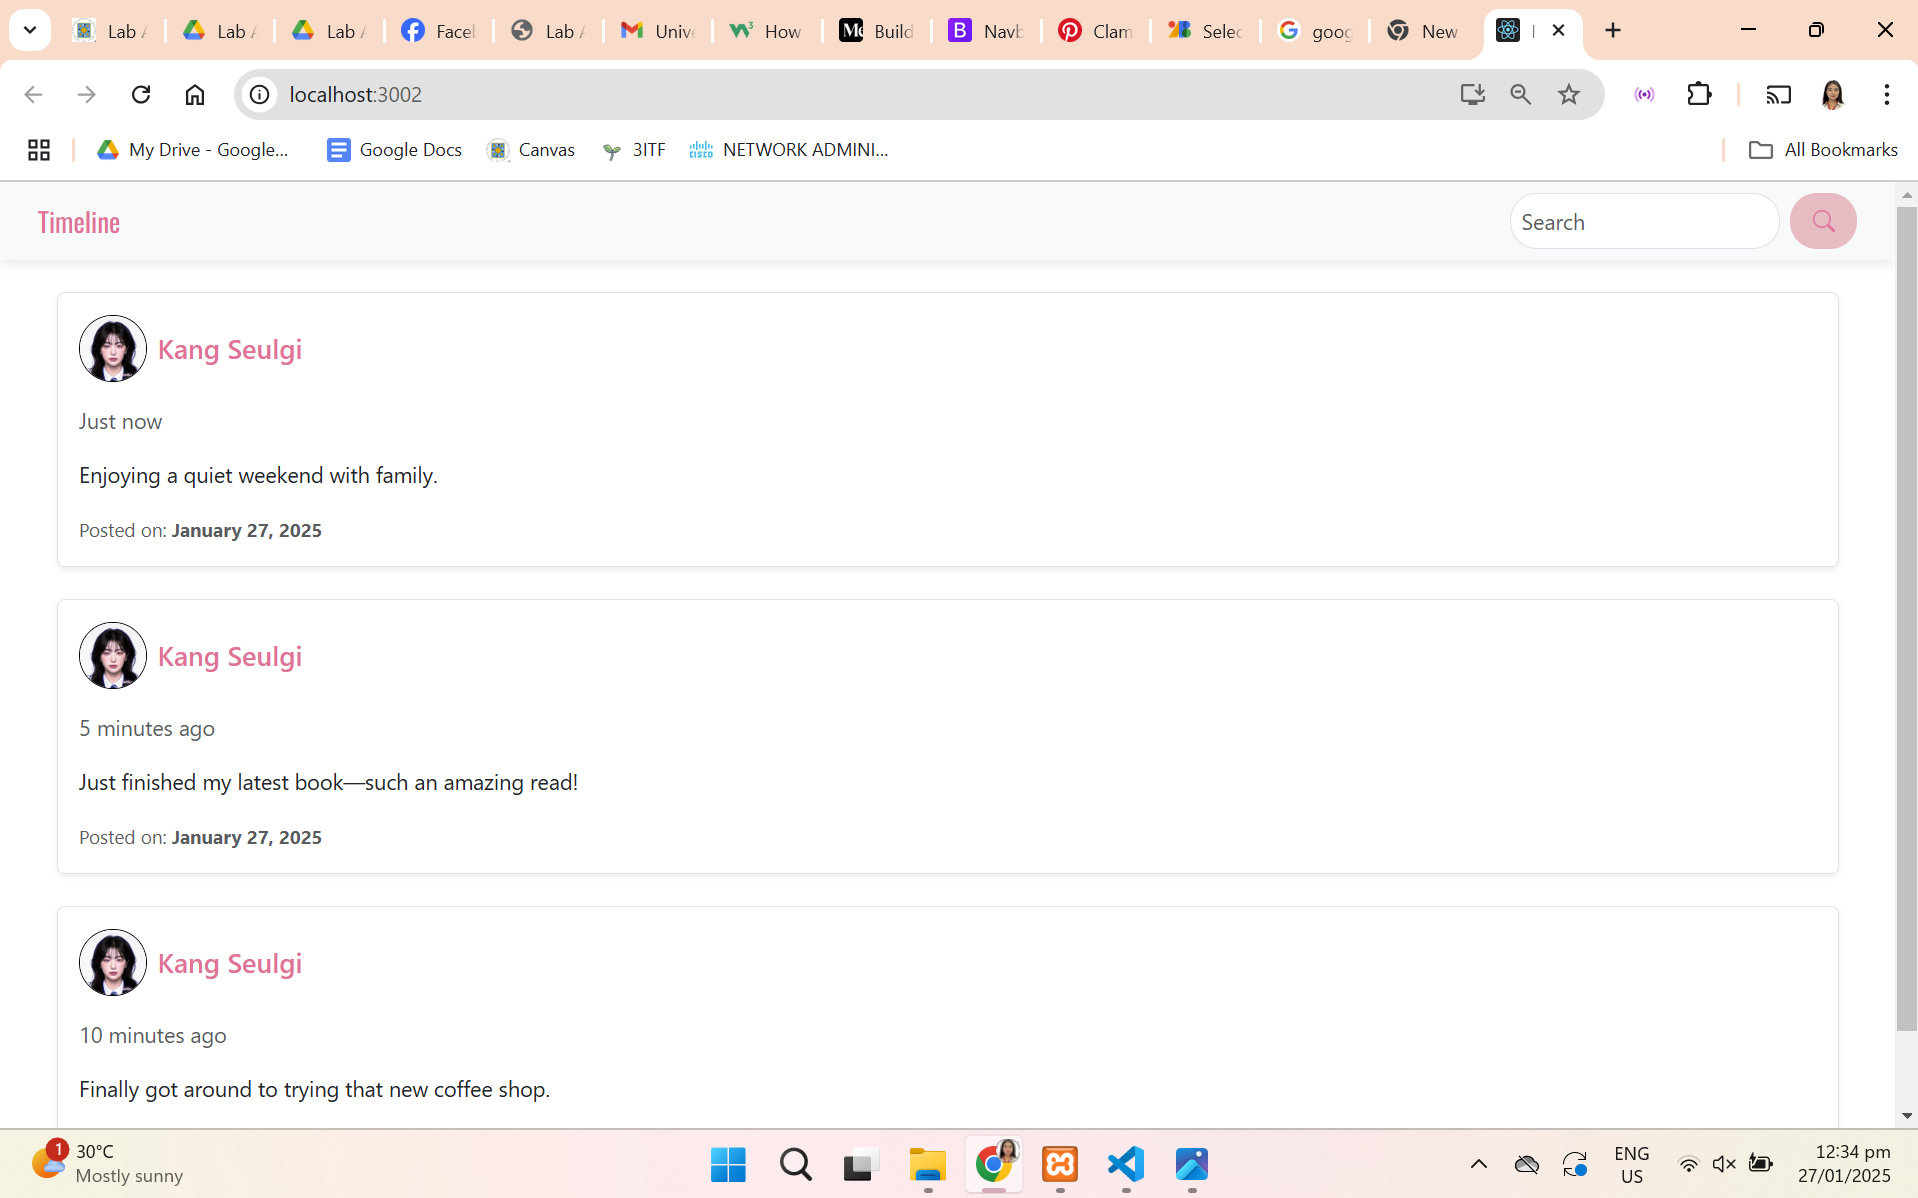 Lab A
Lab A
Lab A
Facel
Lab A
Unive
How
Build
Navb
Clam
Selec
goog
New
localhost:3002
My Drive - Google...
Google Docs
Canvas
3ITF
NETWORK ADMINI...
All Bookmarks
Timeline
Search
Kang Seulgi
Just now
Enjoying a quiet weekend with family.
Posted on: January 27, 2025
Kang Seulgi
5 minutes ago
Just finished my latest book—such an amazing read!
Posted on: January 27, 2025
Kang Seulgi
10 minutes ago
Finally got around to trying that new coffee shop.
1
30°C
Mostly sunny
ENG
US
12:34 pm
27/01/2025